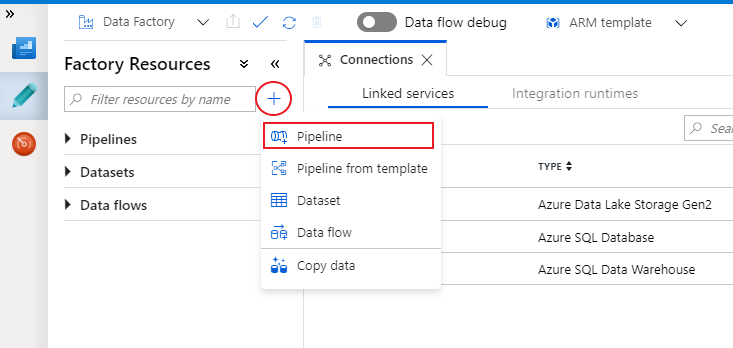 »
Data Factory
Data flow debug
ARM template
Factory Resources
«
Connections
Linked services
Integration runtimes
Filter resources by name
+
Pipelines
Datasets
Data flows
Pipeline
Pipeline from template
Dataset
Data flow
Copy data
TYPE
Azure Data Lake Storage Gen2
Azure SQL Database
Azure SQL Data Warehouse